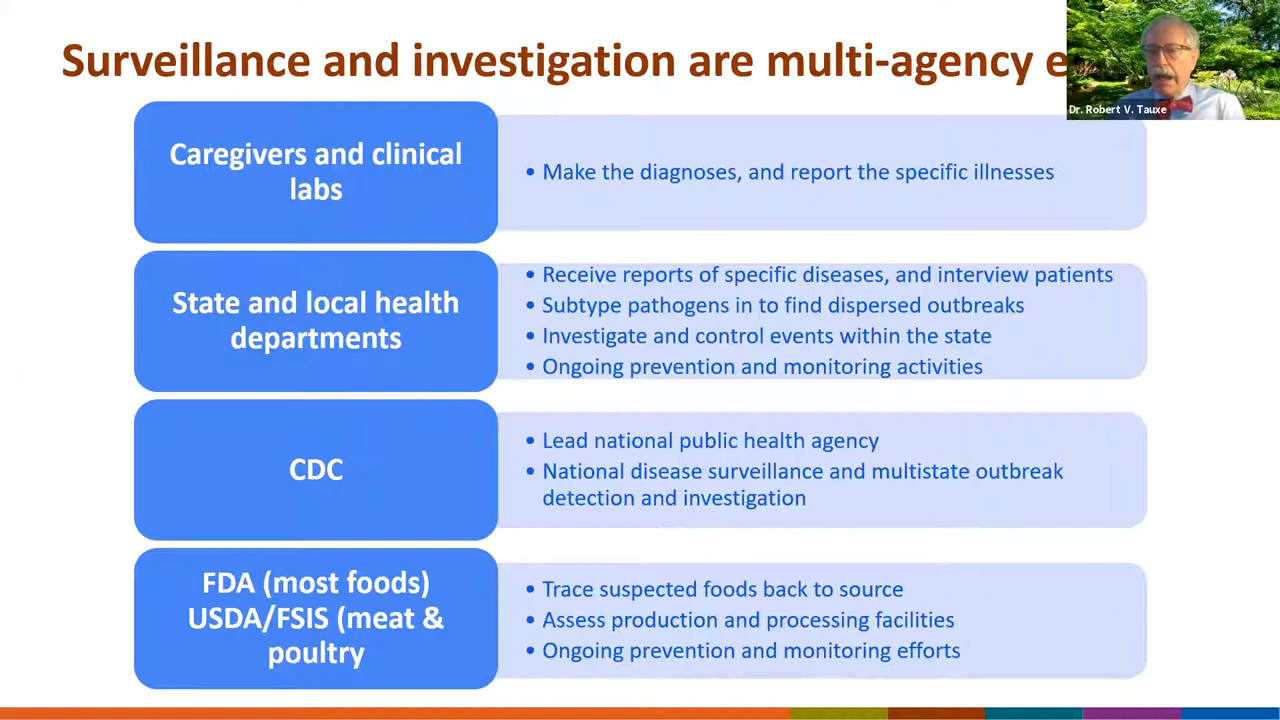 Surveillance and investigation are multi-agency e
Dr. Robert V. Tauxe
Caregivers and clinical
labs
• Make the diagnoses, and report the specific illnesses
State and local health
departments
• Receive reports of specific diseases, and interview patients
• Subtype pathogens in to find dispersed outbreaks
• Investigate and control events within the state
• Ongoing prevention and monitoring activities
CDC
• Lead national public health agency
• National disease surveillance and multistate outbreak
detection and investigation
FDA (most foods)
USDA/FSIS (meat &
poultry
• Trace suspected foods back to source
• Assess production and processing facilities
• Ongoing prevention and monitoring efforts